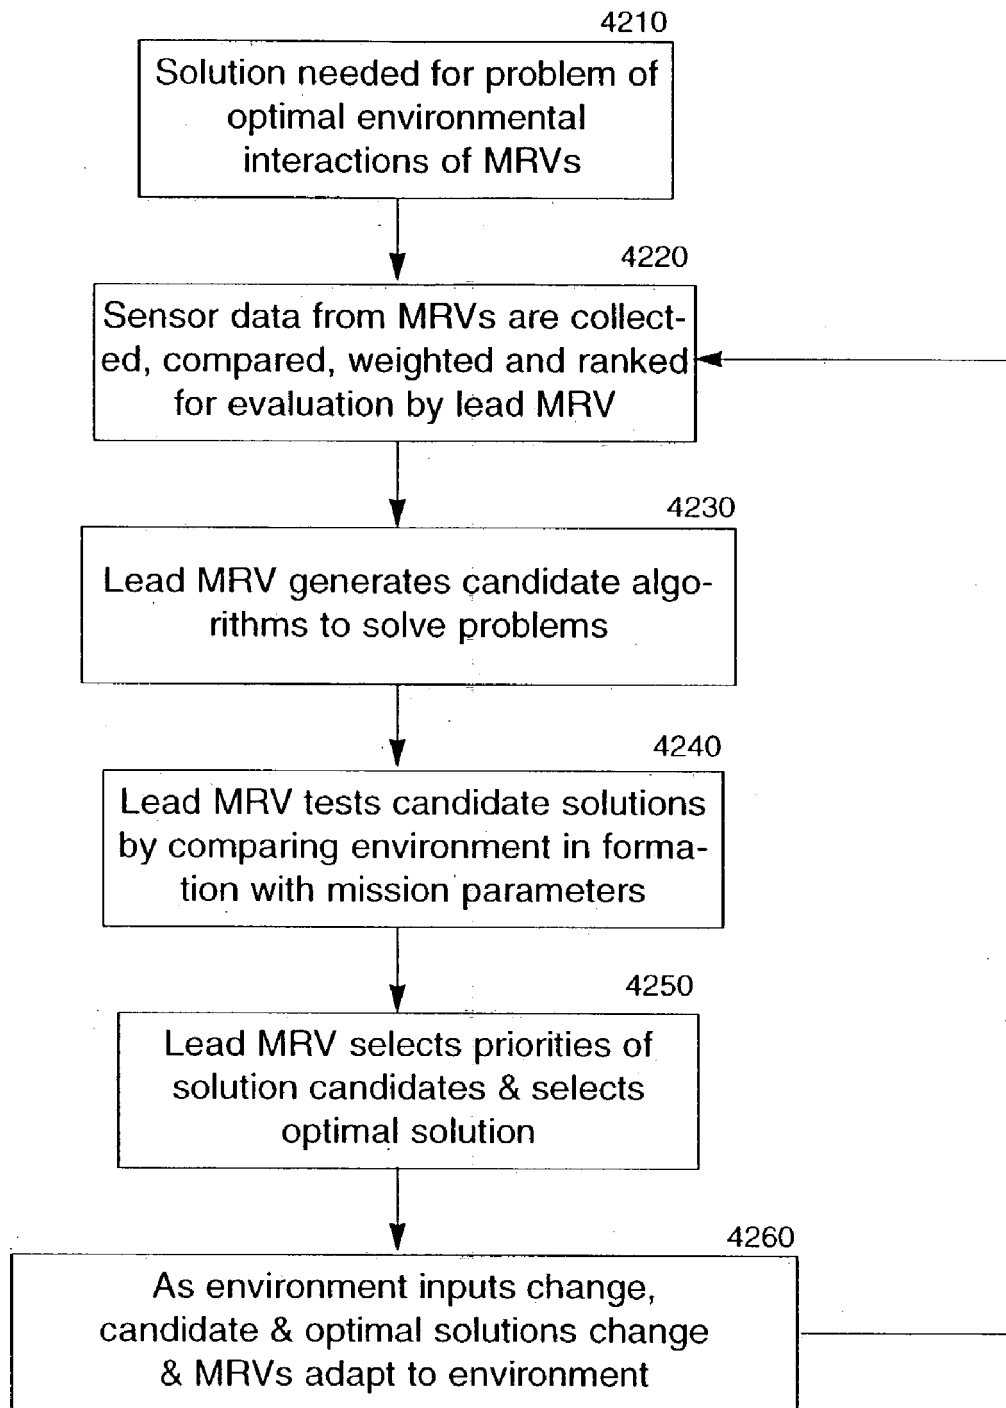 4210
Solution needed for problem of
optimal environmental
interactions of MRVs
4220
Sensor data from MRVs are collect-
ed, compared, weighted and ranked
for evaluation by lead MRV
4230
Lead MRV generates candidate algo-
rithms to solve problems
4240
Lead MRV tests candidate solutions
by comparing environment in forma-
tion with mission parameters
4250
Lead MRV selects priorities of
solution candidates & selects
optimal solution
4260
As environment inputs change,
candidate & optimal solutions change
& MRVs adapt to environment